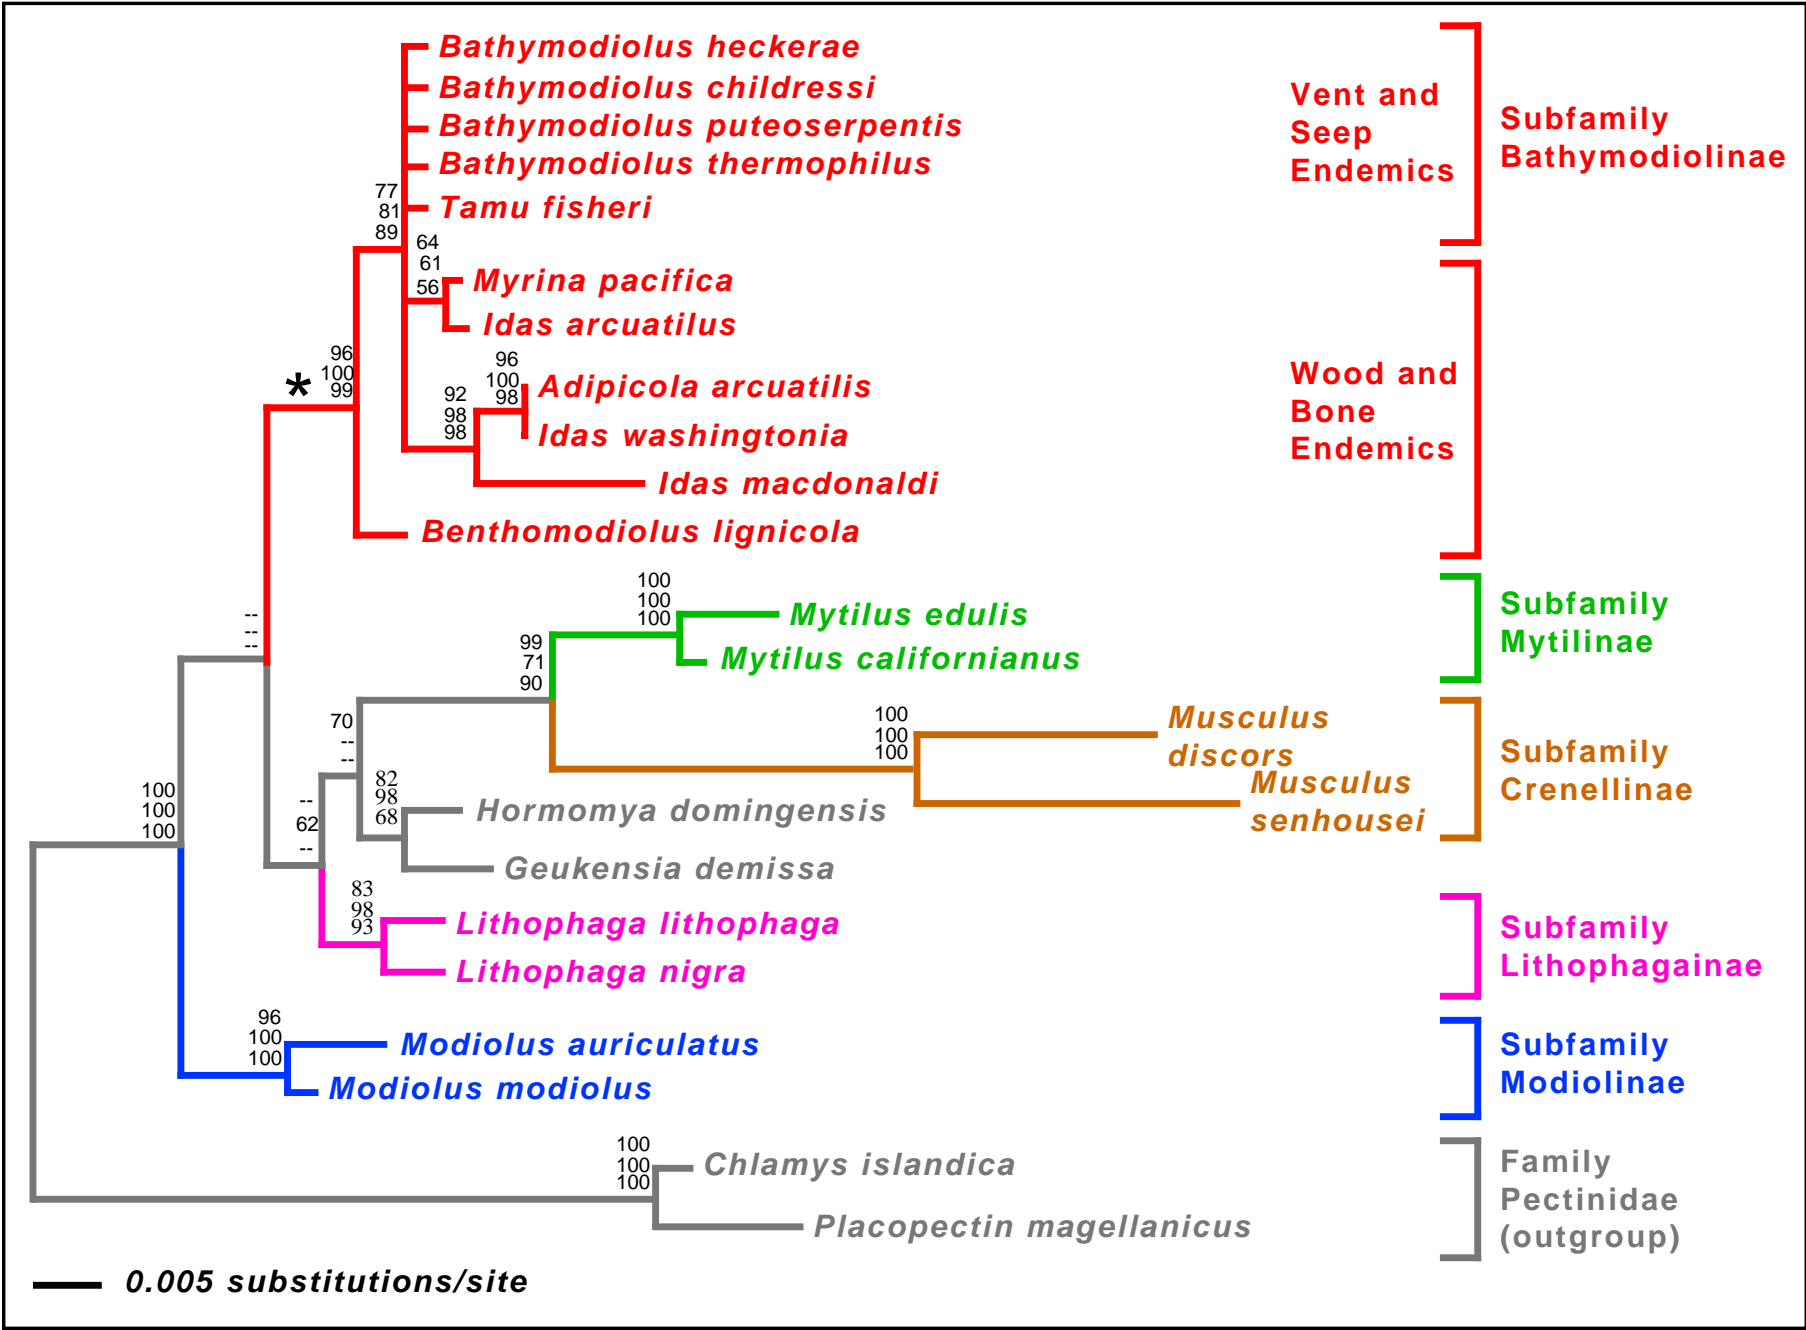 Bathymodiolus heckerae
Bathymodiolus childressi
Bathymodiolus puteoserpentis
Bathymodiolus thermophilus
Tamu fisheri
Vent and
Seep
Endemics
Subfamily
Bathymodiolinae
77
81
89
64
61
56
Myrina pacifica
Idas arcuatilus
96
100
99
*
96
100
98
Adipicola arcuatilis
92
98
98
Idas washingtonia
Idas macdonaldi
Benthomodiolus lignicola
Wood and
Bone
Endemics
100
100
100
Mytilus edulis
Mytilus californianus
Subfamily
Mytilinae
--
--
--
99
71
90
70
--
--
100
100
100
Musculus
discors
Musculus
senhousei
Subfamily
Crenellinae
82
98
68
Hormomya domingensis
Geukensia demissa
100
100
100
--
62
--
83
98
93
Lithophaga lithophaga
Lithophaga nigra
Subfamily
Lithophagainae
96
100
100
Modiolus auriculatus
Modiolus modiolus
Subfamily
Modiolinae
100
100
100
Chlamys islandica
Placopectin magellanicus
Family
Pectinidae
(outgroup)
0.005 substitutions/site